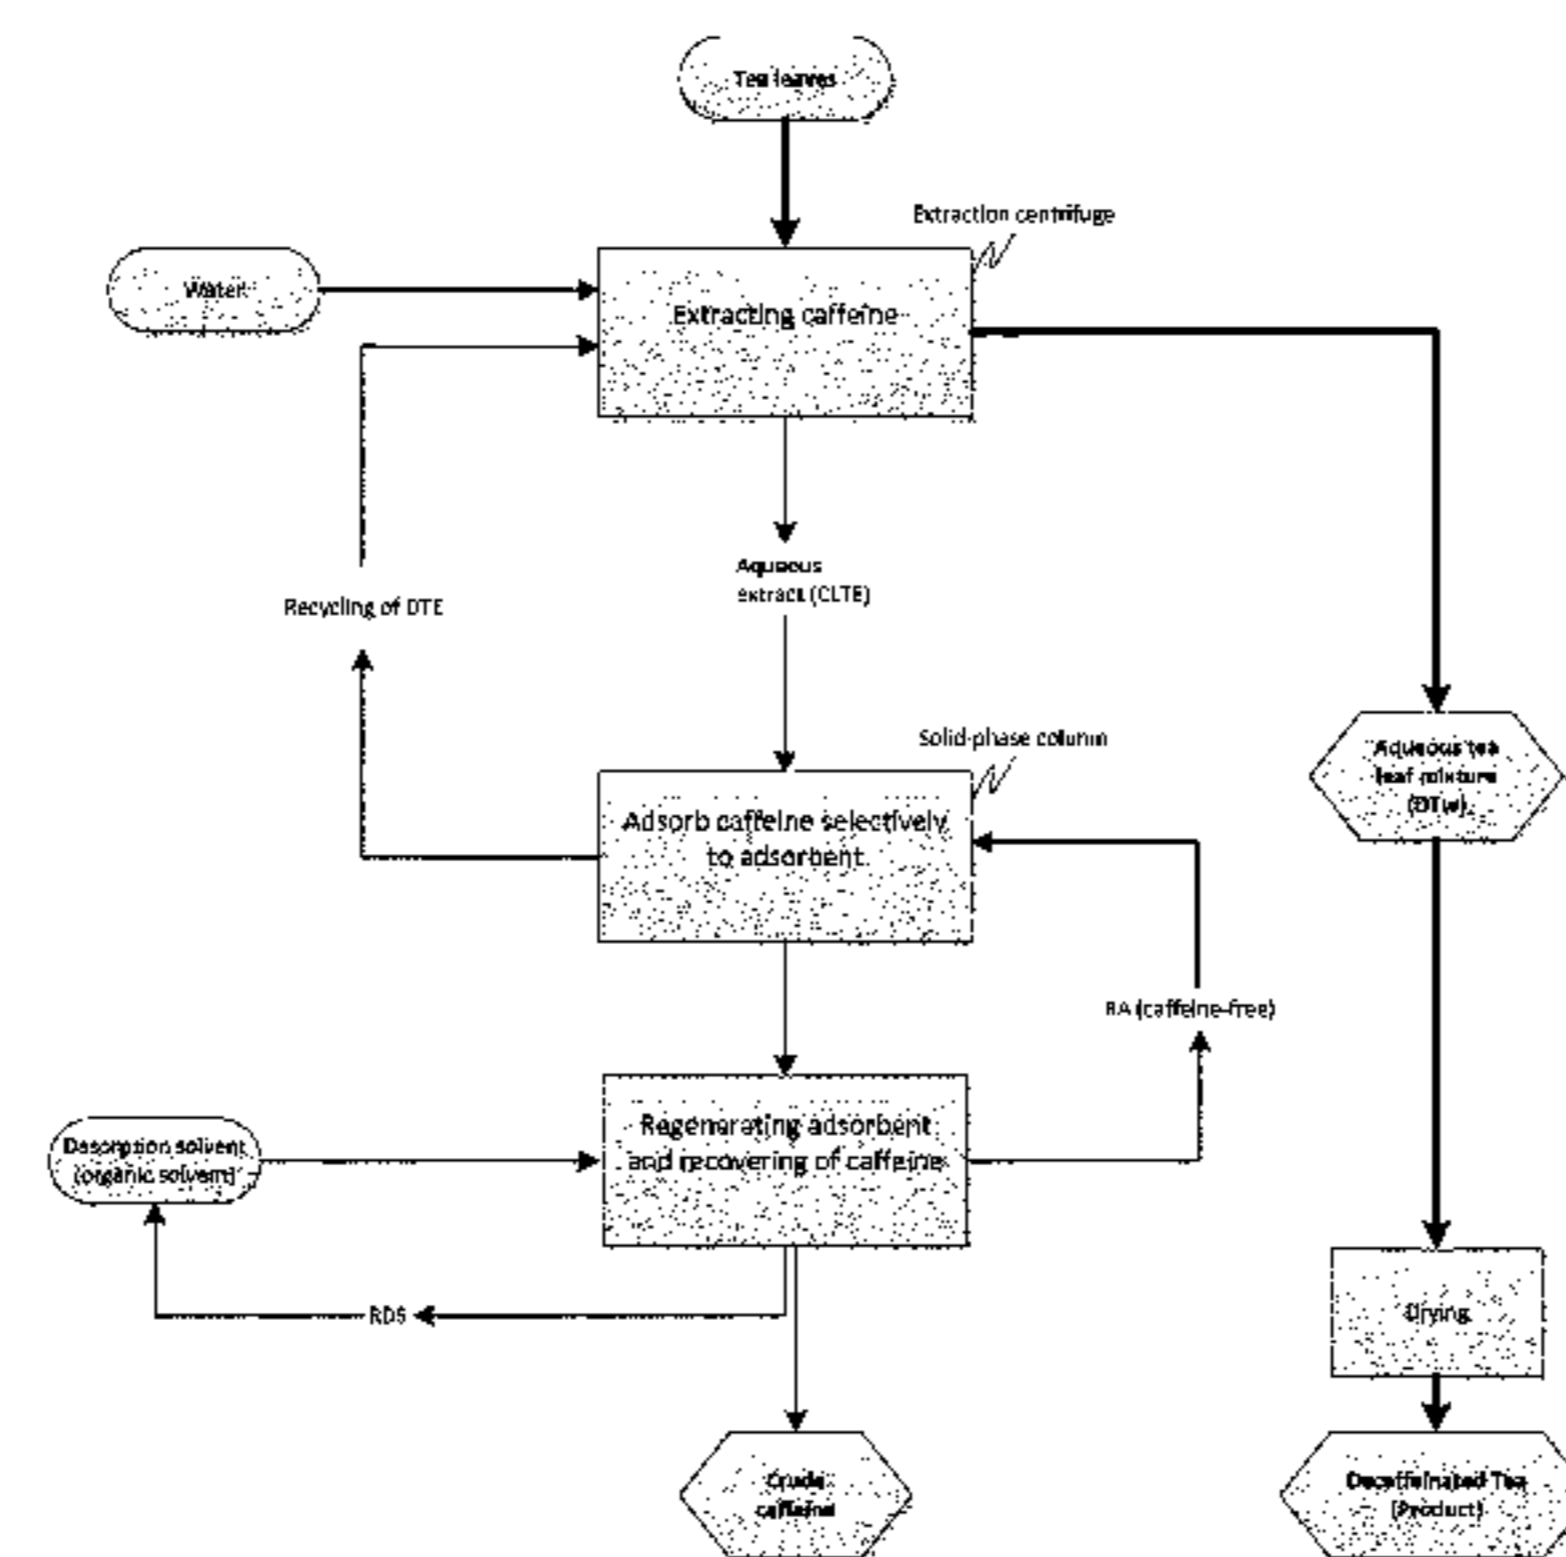 Tea leaves
Extraction centrifuge
Water
Extracting caffeine
Aqueous
extract (CLTE)
Recycling of DTE
Solid-phase column
Aqueous tea
leaf mixture
(DTw)
Adsorb caffeine selectively
to adsorbent
RA (caffeine-free)
Desorption solvent
(organic solvent)
Regenerating adsorbent
and recovering of caffeine
RDS
Drying
Crude
caffeine
Decaffeinated Tea
(Product)